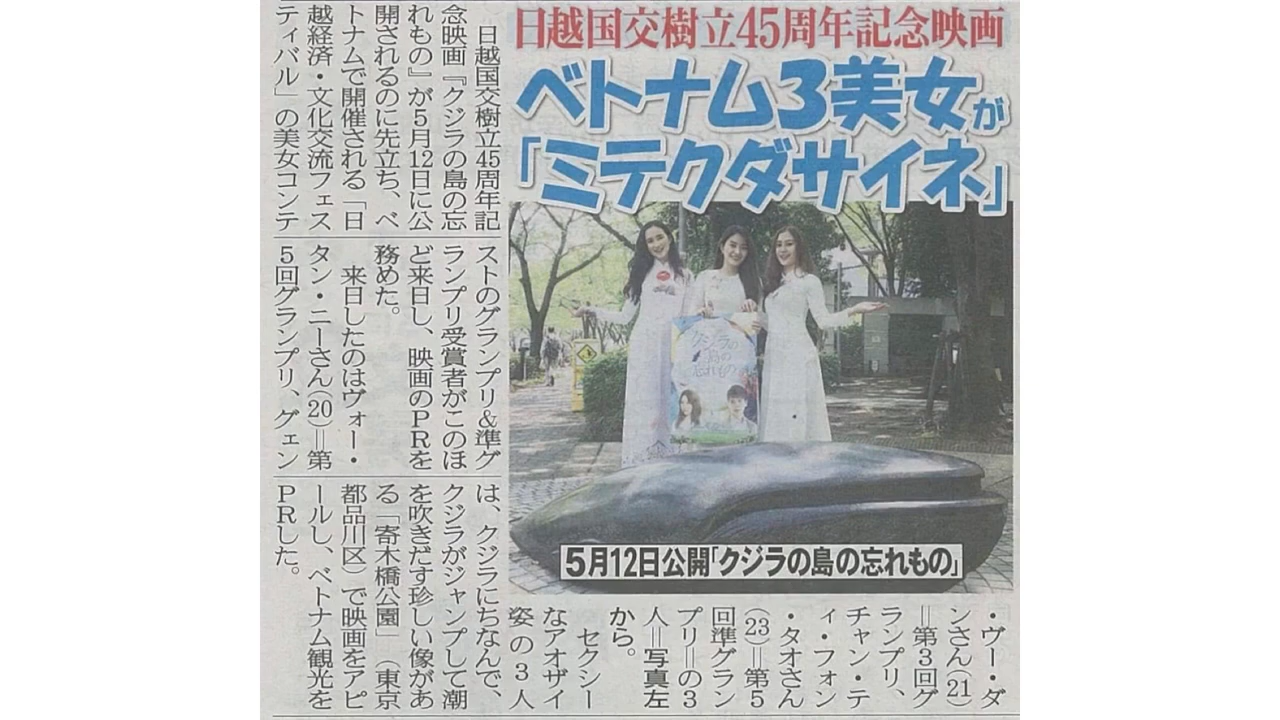 日越国交樹立45周年記念映画
ベトナム3美女が
「ミテクダサイネ」
クジラの
島の
忘れもの
5月12日公開「クジラの島の忘れもの」
日越国交樹立45周年記
念映画『クジラの島の忘
れもの』が5月12日に公
開されるのに先立ち、ベ
トナムで開催される「日
越経済・文化交流フェス
ティバル」の美女コンテ
ストのグランプリ&準グ
ランプリ受賞者がこのほ
ど来日し、映画のPRを
務めた。
来日したのはヴォー・
タン・ニーさん(20)=第
5回グランプリ、グェン
・ヴー・ダ
ンさん(21)
=第3回グ
ランプリ、
チャン・テ
ィ・フォン
・タオさん
(23)=第5
回準グラン
プリ=の3
人=写真左
から。
セクシー
なアオザイ
姿の3人
は、クジラにちなんで、
クジラがジャンプして潮
を吹きだす珍しい像があ
る「寄木橋公園」(東京
都品川区)で映画をアピ
ールし、ベトナム観光を
PRした。